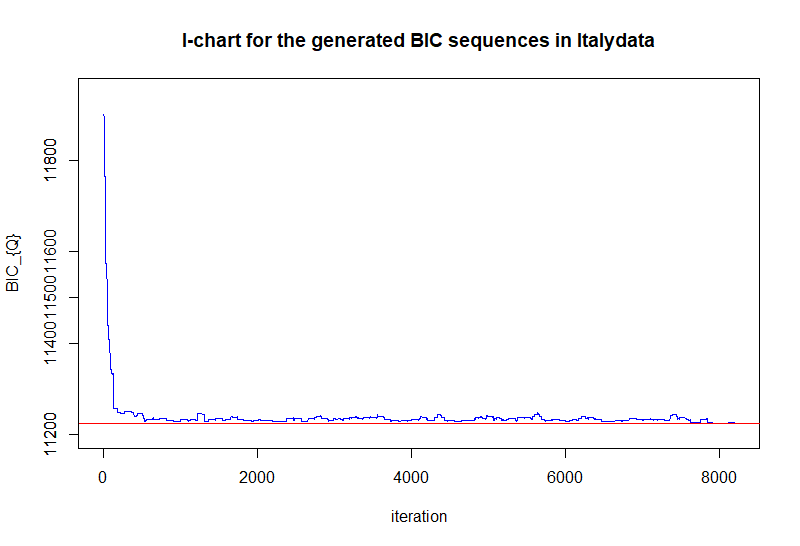 I-chart for the generated BIC sequences in Italydata
BIC_{Q}
11800
11600
11500
11400
11200
0 2000 4000 6000 8000
iteration